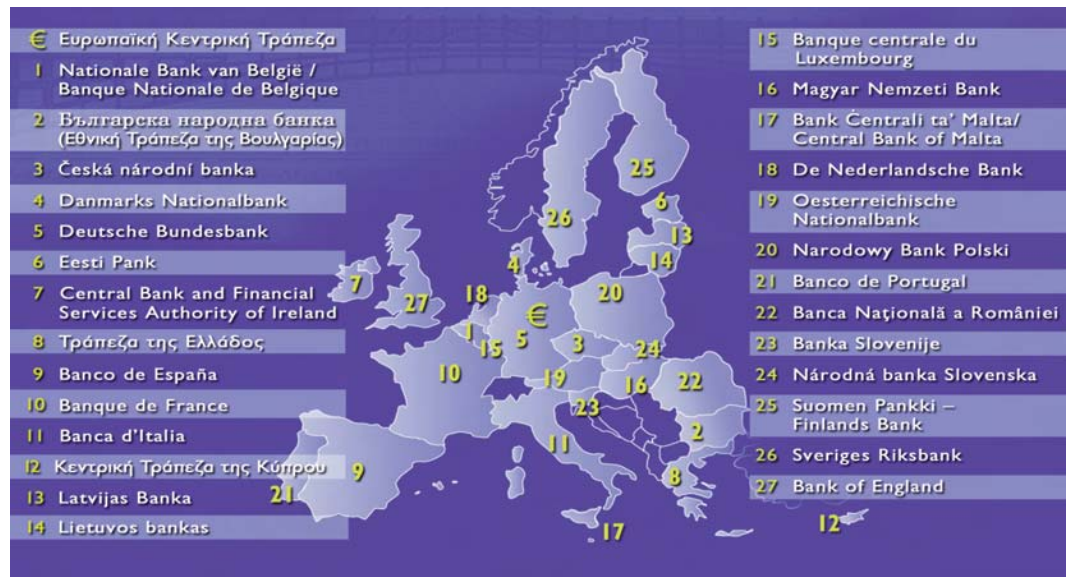 € Ευρωπαϊκή Κεντρική Τράπεζα
1 Nationale Bank van België /
Banque Nationale de Belgique
2 Българска народна банка
(Εθνική Τράπεζα της Βουλγαρίας)
3 Česká národní banka
4 Danmarks Nationalbank
5 Deutsche Bundesbank
6 Eesti Pank
7 Central Bank and Financial
Services Authority of Ireland
8 Τράπεζα της Ελλάδος
9 Banco de España
10 Banque de France
11 Banca d'Italia
12 Κεντρική Τράπεζα της Κύπρου
13 Latvijas Banka
14 Lietuvos bankas
25
6
26
13
14
4
7
18
20
27
€
1
5
3
15
24
10
19
16
22
23
2
11
9
8
21
12
17
15 Banque centrale du
Luxembourg
16 Magyar Nemzeti Bank
17 Bank Ċentrali ta' Malta/
Central Bank of Malta
18 De Nederlandsche Bank
19 Oesterreichische
Nationalbank
20 Narodowy Bank Polski
21 Banco de Portugal
22 Banca Naţională a României
23 Banka Slovenije
24 Národná banka Slovenska
25 Suomen Pankki –
Finlands Bank
26 Sveriges Riksbank
27 Bank of England